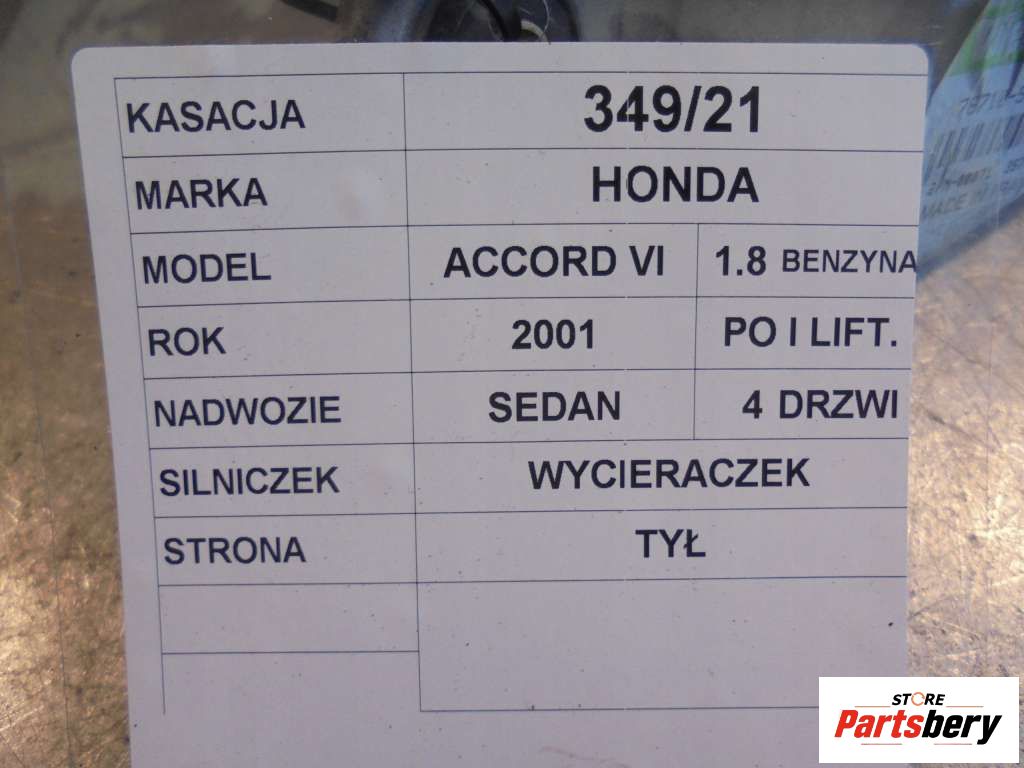 KASACJA 349/21
MARKA HONDA
MODEL ACCORD VI 1.8 BENZYNA
ROK 2001 PO I LIFT.
NADWOZIE SEDAN 4 DRZWI
SILNICZEK WYCIERACZEK
STRONA TYŁ
MADE
STORE
Partsbery